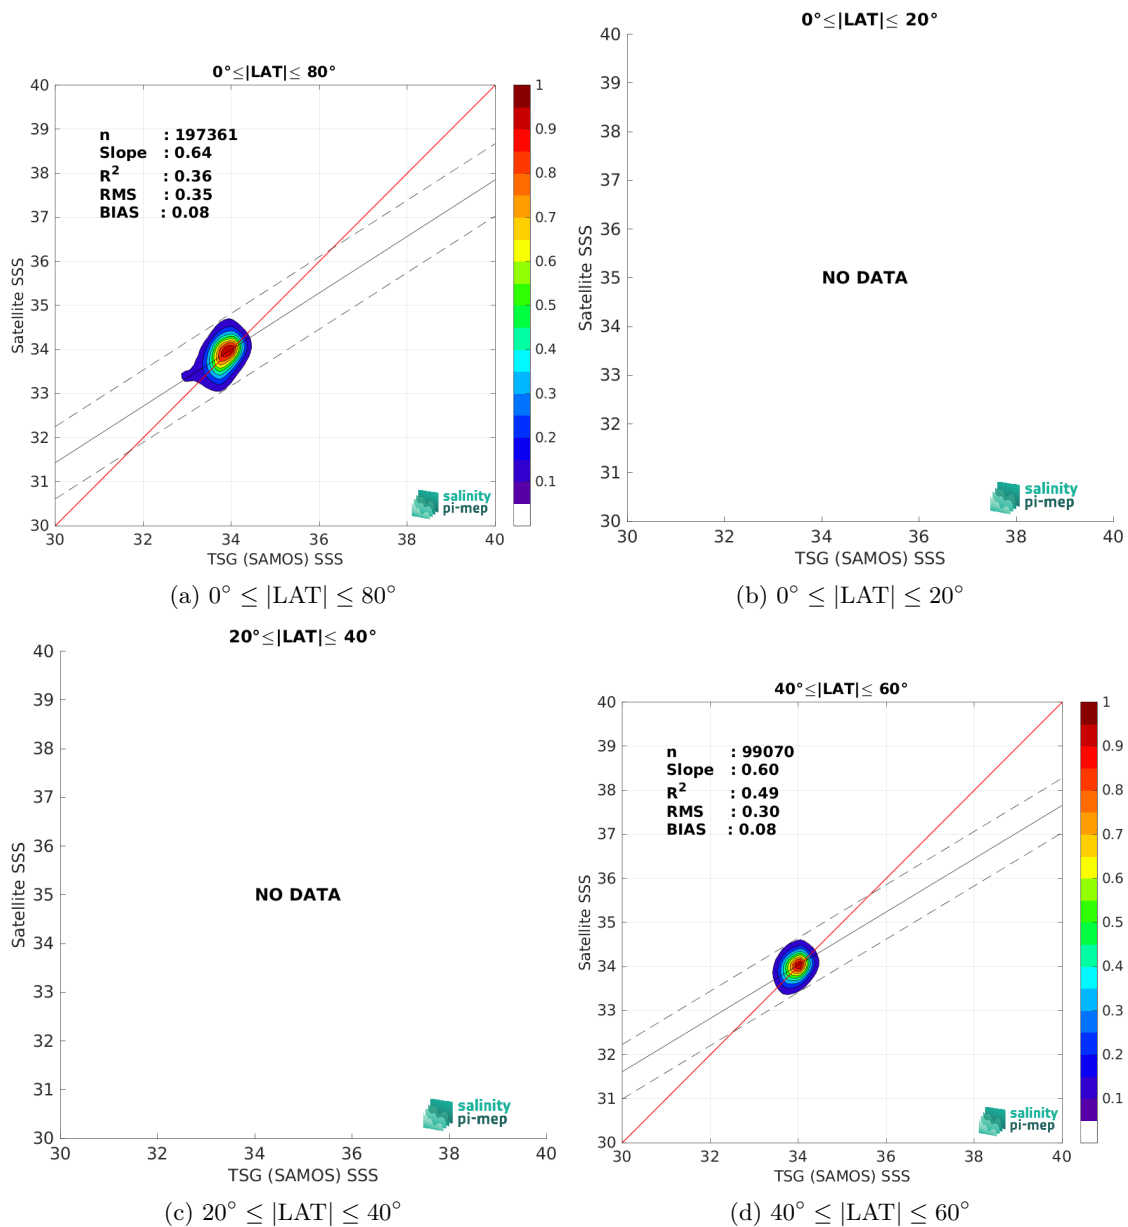 0°≤|LAT|≤ 80°
40
39
38
37
36
35
34
33
32
31
30
Satellite SSS
n : 197361
Slope : 0.64
R² : 0.36
RMS : 0.35
BIAS : 0.08
salinity
pi-mep
30 32 34 36 38 40
TSG (SAMOS) SSS
1
0.9
0.8
0.7
0.6
0.5
0.4
0.3
0.2
0.1
(a) 0° ≤ |LAT| ≤ 80°
0°≤|LAT|≤ 20°
40
39
38
37
36
35
34
33
32
31
30
Satellite SSS
NO DATA
salinity
pi-mep
30 32 34 36 38 40
TSG (SAMOS) SSS
(b) 0° ≤ |LAT| ≤ 20°
20°≤|LAT|≤ 40°
40
39
38
37
36
35
34
33
32
31
30
Satellite SSS
NO DATA
salinity
pi-mep
30 32 34 36 38 40
TSG (SAMOS) SSS
(c) 20° ≤ |LAT| ≤ 40°
40°≤|LAT|≤ 60°
40
39
38
37
36
35
34
33
32
31
30
Satellite SSS
n : 99070
Slope : 0.60
R² : 0.49
RMS : 0.30
BIAS : 0.08
salinity
pi-mep
30 32 34 36 38 40
TSG (SAMOS) SSS
1
0.9
0.8
0.7
0.6
0.5
0.4
0.3
0.2
0.1
(d) 40° ≤ |LAT| ≤ 60°